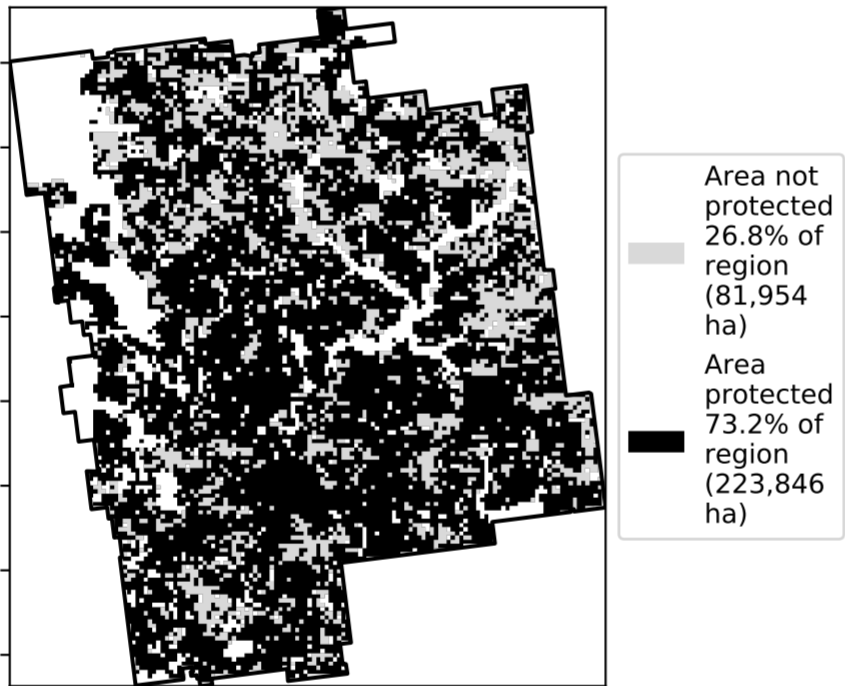 Area not
protected
26.8% of
region
(81,954
ha)
Area
protected
73.2% of
region
(223,846
ha)